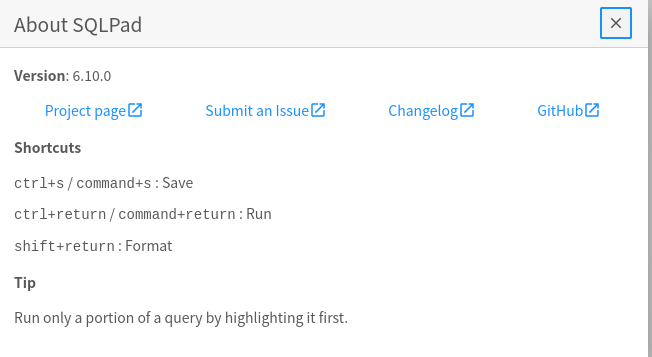 About SQLPad
Version: 6.10.0
Project page Submit an Issue Changelog GitHub
Shortcuts
ctrl+s / command+s : Save
ctrl+return / command+return : Run
shift+return : Format
Tip
Run only a portion of a query by highlighting it first.